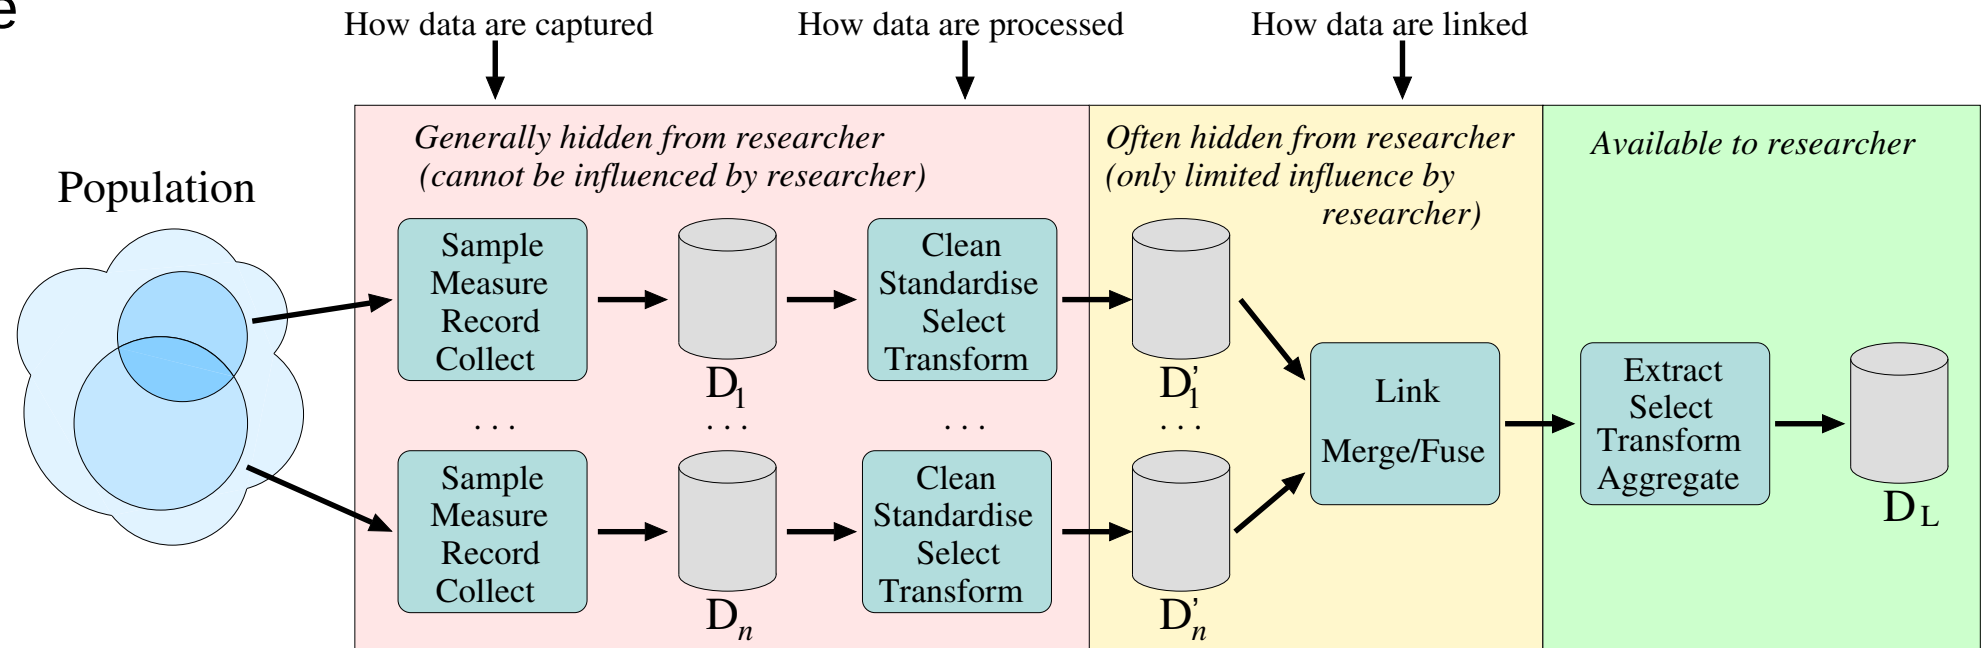 e
How data are captured
How data are processed
How data are linked
Generally hidden from researcher
(cannot be influenced by researcher)
Often hidden from researcher
(only limited influence by
researcher)
Available to researcher
Population
Sample
Measure
Record
Collect
D1
Clean
Standardise
Select
Transform
D'1
. . .
. . .
. . .
. . .
Sample
Measure
Record
Collect
Dn
Clean
Standardise
Select
Transform
D'n
Link
Merge/Fuse
Extract
Select
Transform
Aggregate
DL